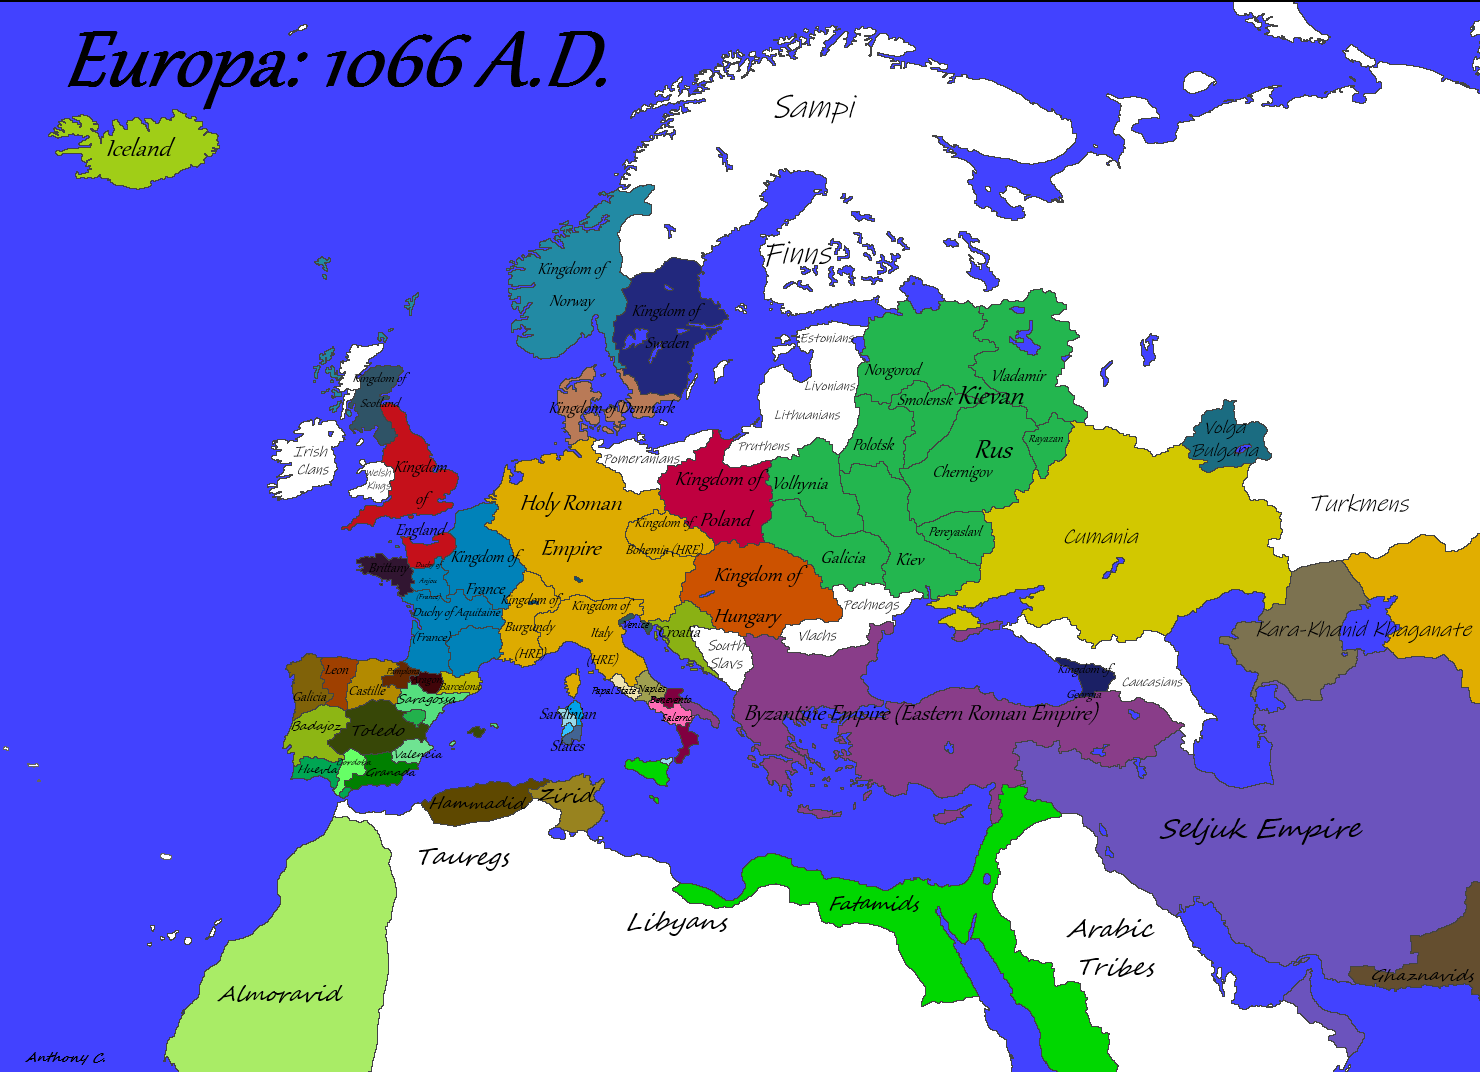 Europa: 1066 A.D.
Iceland
Sampi
Finns
Kingdom of
Norway
Kingdom of
Sweden
Estonians
Livonians
Lithuanians
Pruthens
Pomeranians
Kingdom of Denmark
Kingdom of
Scotland
Irish
Clans
Welsh
Kings
Kingdom
of
England
Novgorod
Vladamir
Smolensk
Kievan
Rus
Polotsk
Rayazan
Chernigov
Volhynia
Pereyaslavl
Galicia
Kiev
Volga
Bulgaria
Turkmens
Cumania
Kingdom of
Poland
Holy Roman
Empire
Kingdom of
Bohemia (HRE)
Kingdom of
Hungary
Brittany
Duchy of
Anjou
(France)
Kingdom of
France
Duchy of Aquitaine
(France)
Kingdom of
Burgundy
(HRE)
Kingdom of
Italy
(HRE)
Venice
Croatia
South
Slavs
Vlachs
Pechnegs
Kingdom of
Georgia
Caucasians
Kara-Khanid Khaganate
Galicia
Leon
Castille
Pamplona
Aragon
Barcelona
Saragossa
Badajoz
Toledo
Valencia
Cordoba
Huevla
Granada
Papal State
Naples
Benevento
Salerno
Sardinian
States
Byzantine Empire (Eastern Roman Empire)
Seljuk Empire
Hammadid
Zirid
Tauregs
Libyans
Fatamids
Arabic
Tribes
Ghaznavids
Almoravid
Anthony C.